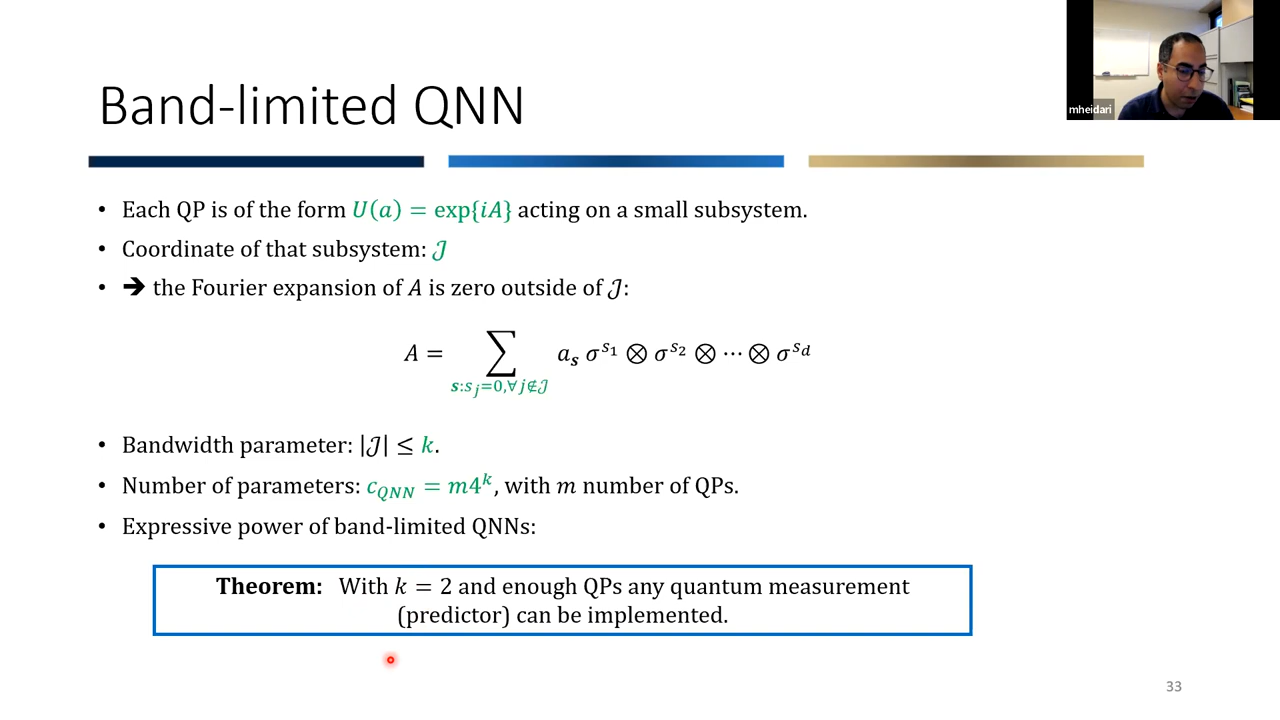 mheidari
Band-limited QNN
• Each QP is of the form U(a) = exp{iA} acting on a small subsystem.
• Coordinate of that subsystem: 𝒥
• ➔ the Fourier expansion of A is zero outside of 𝒥:
A = ∑ a_𝒔 σ^{s_1} ⊗ σ^{s_2} ⊗ ⋯ ⊗ σ^{s_d}
𝒔:s_j=0,∀j∉𝒥
• Bandwidth parameter: |𝒥| ≤ k.
• Number of parameters: c_{QNN} = m4^k, with m number of QPs.
• Expressive power of band-limited QNNs:
Theorem: With k = 2 and enough QPs any quantum measurement
(predictor) can be implemented.
33